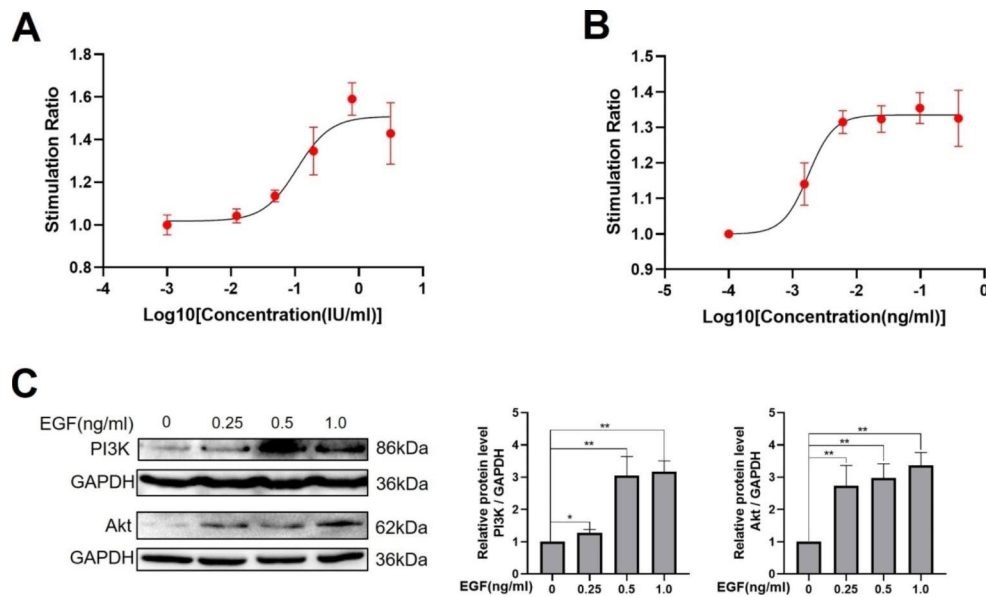 A
Stimulation Ratio
1.8
1.6
1.4
1.2
1.0
0.8
-4 -3 -2 -1 0 1
Log10[Concentration(IU/ml)]
B
Stimulation Ratio
1.5
1.4
1.3
1.2
1.1
1.0
0.9
-5 -4 -3 -2 -1 0
Log10[Concentration(ng/ml)]
C
EGF(ng/ml) 0 0.25 0.5 1.0
PI3K 86kDa
GAPDH 36kDa
Akt 62kDa
GAPDH 36kDa
Relative protein level
PI3K / GAPDH
5
4
3
2
1
0
**
**
*
EGF(ng/ml) 0 0.25 0.5 1.0
Relative protein level
Akt / GAPDH
5
4
3
2
1
0
**
**
**
EGF(ng/ml) 0 0.25 0.5 1.0